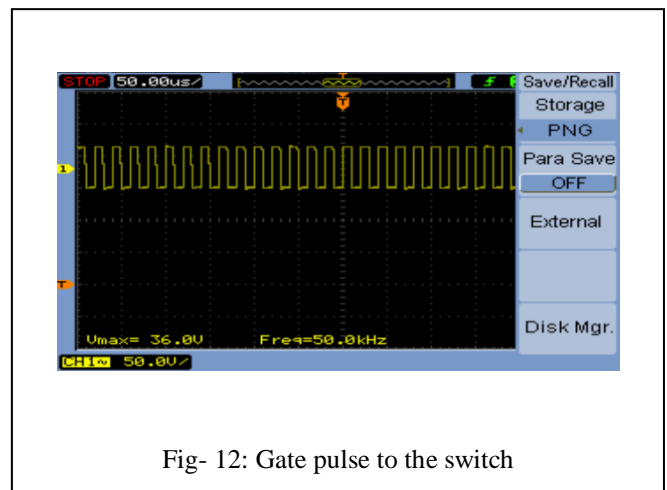 STOP 50.00us/ Save/Recall
T
Storage
PNG
Para Save
1
OFF
External
T
Disk Mgr.
Vmax= 36.0V Freq=50.0kHz
CH1~ 50.0V/
Fig- 12: Gate pulse to the switch